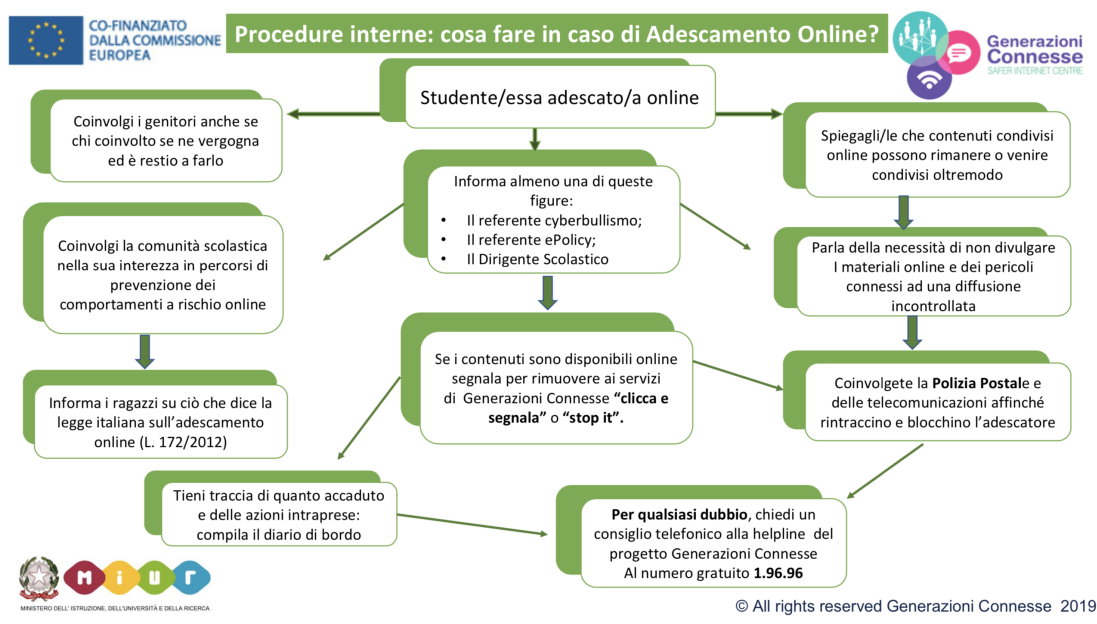 CO-FINANZIATO
DALLA COMMISSIONE
EUROPEA
Procedure interne: cosa fare in caso di Adescamento Online?
Generazioni
Connesse
SAFER INTERNET CENTRE
Studente/essa adescato/a online
Coinvolgi i genitori anche se
chi coinvolto se ne vergogna
ed è restio a farlo
Spiegagli/le che contenuti condivisi
online possono rimanere o venire
condivisi oltremodo
Informa almeno una di queste
figure:
• Il referente cyberbullismo;
• Il referente ePolicy;
• Il Dirigente Scolastico
Coinvolgi la comunità scolastica
nella sua interezza in percorsi di
prevenzione dei
comportamenti a rischio online
Parla della necessità di non divulgare
I materiali online e dei pericoli
connessi ad una diffusione
incontrollata
Se i contenuti sono disponibili online
segnala per rimuovere ai servizi
di Generazioni Connesse “clicca e
segnala” o “stop it”.
Coinvolgete la Polizia Postale e
delle telecomunicazioni affinché
rintraccino e blocchino l’adescatore
Informa i ragazzi su ciò che dice la
legge italiana sull’adescamento
online (L. 172/2012)
Tieni traccia di quanto accaduto
e delle azioni intraprese:
compila il diario di bordo
Per qualsiasi dubbio, chiedi un
consiglio telefonico alla helpline del
progetto Generazioni Connesse
Al numero gratuito 1.96.96
miur
MINISTERO DELL' ISTRUZIONE, DELL'UNIVERSITÀ E DELLA RICERCA
© All rights reserved Generazioni Connesse 2019